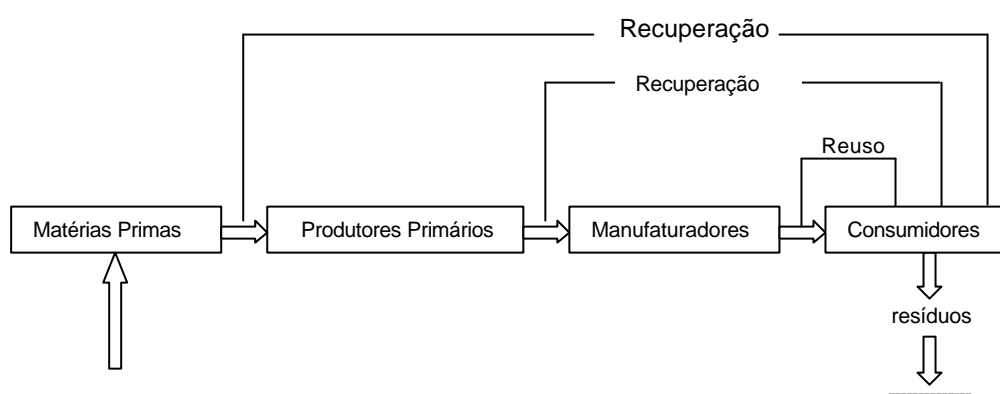 Recuperação
Recuperação
Reuso
Matérias Primas
Produtores Primários
Manufaturadores
Consumidores
resíduos